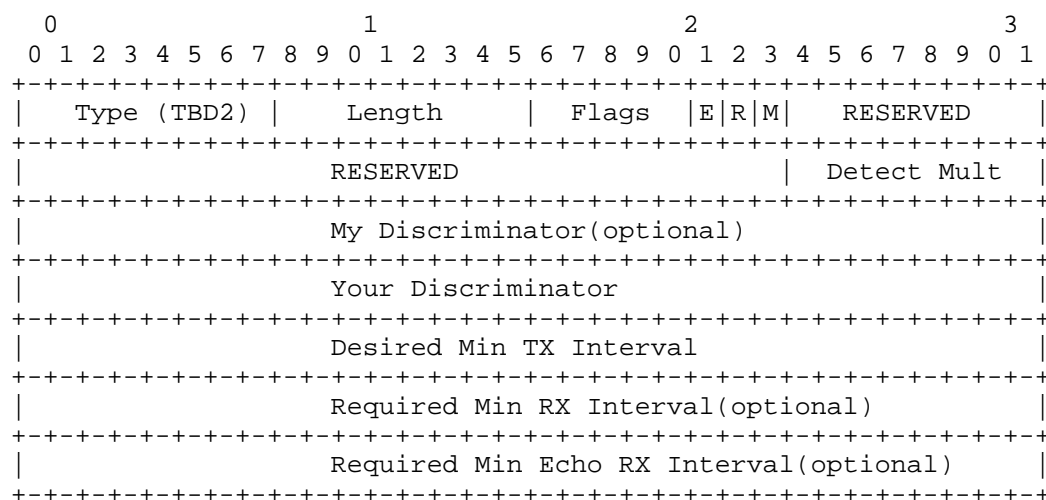 0                   1                   2                   3
 0 1 2 3 4 5 6 7 8 9 0 1 2 3 4 5 6 7 8 9 0 1 2 3 4 5 6 7 8 9 0 1
+-+-+-+-+-+-+-+-+-+-+-+-+-+-+-+-+-+-+-+-+-+-+-+-+-+-+-+-+-+-+-+-+
|   Type (TBD2) |    Length     |  Flags  |E|R|M|   RESERVED    |
+-+-+-+-+-+-+-+-+-+-+-+-+-+-+-+-+-+-+-+-+-+-+-+-+-+-+-+-+-+-+-+-+
|                   RESERVED                    |  Detect Mult  |
+-+-+-+-+-+-+-+-+-+-+-+-+-+-+-+-+-+-+-+-+-+-+-+-+-+-+-+-+-+-+-+-+
|                   My Discriminator(optional)                  |
+-+-+-+-+-+-+-+-+-+-+-+-+-+-+-+-+-+-+-+-+-+-+-+-+-+-+-+-+-+-+-+-+
|                   Your Discriminator                          |
+-+-+-+-+-+-+-+-+-+-+-+-+-+-+-+-+-+-+-+-+-+-+-+-+-+-+-+-+-+-+-+-+
|                   Desired Min TX Interval                     |
+-+-+-+-+-+-+-+-+-+-+-+-+-+-+-+-+-+-+-+-+-+-+-+-+-+-+-+-+-+-+-+-+
|                   Required Min RX Interval(optional)          |
+-+-+-+-+-+-+-+-+-+-+-+-+-+-+-+-+-+-+-+-+-+-+-+-+-+-+-+-+-+-+-+-+
|                   Required Min Echo RX Interval(optional)     |
+-+-+-+-+-+-+-+-+-+-+-+-+-+-+-+-+-+-+-+-+-+-+-+-+-+-+-+-+-+-+-+-+